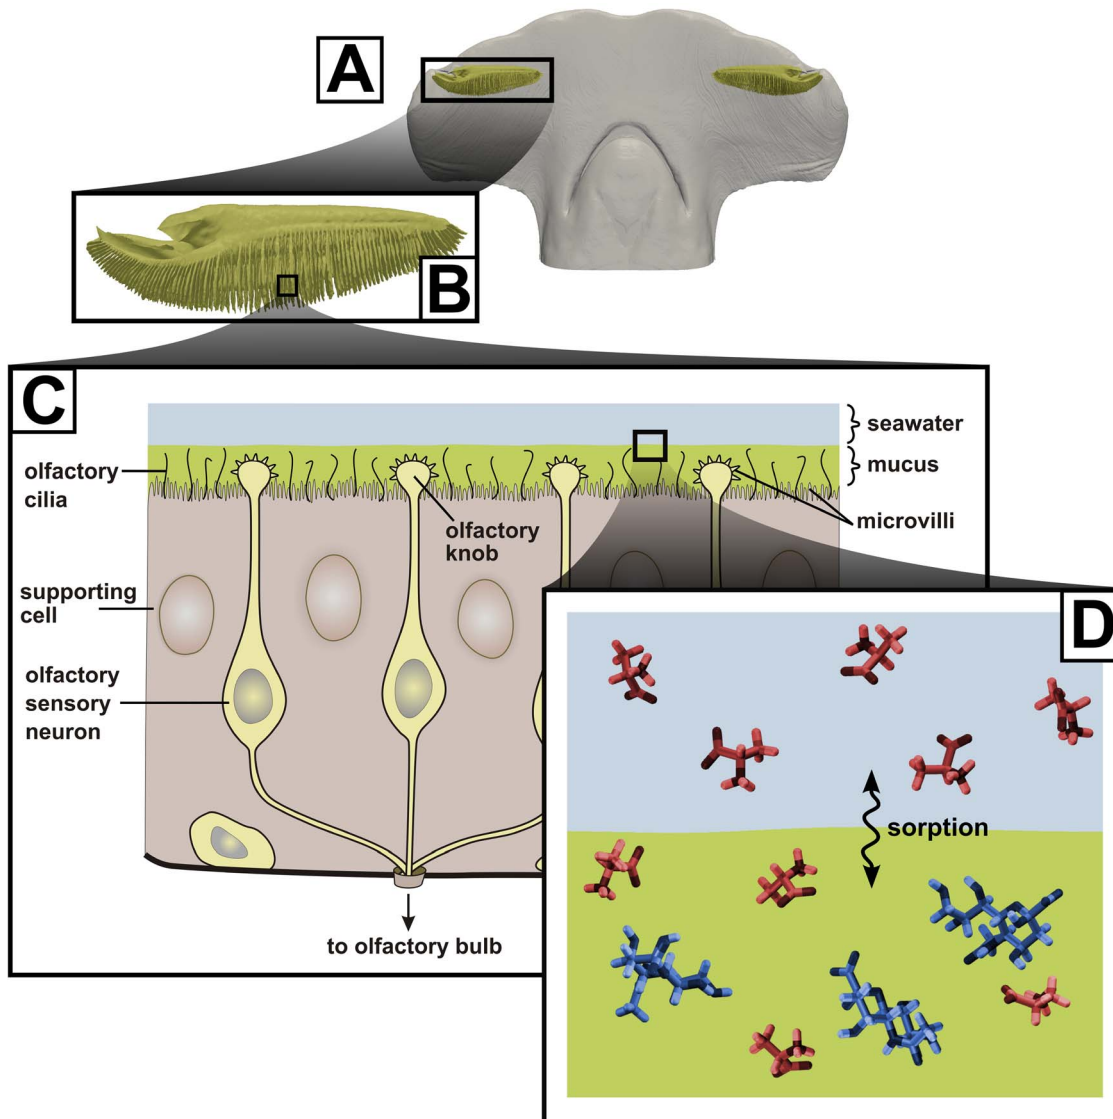 A
B
C
seawater
mucus
olfactory
cilia
olfactory
knob
microvilli
supporting
cell
D
olfactory
sensory
neuron
sorption
to olfactory bulb